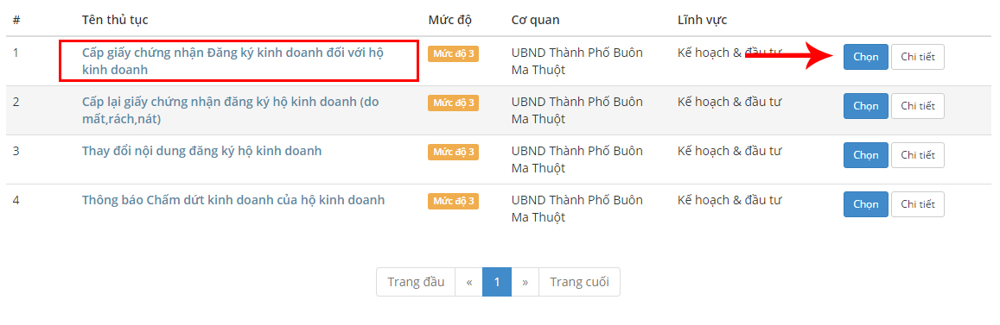 # Tên thủ tục Mức độ Cơ quan Lĩnh vực
1 Cấp giấy chứng nhận Đăng ký kinh doanh đối với hộ Mức độ 3 UBND Thành Phố Buôn Kế hoạch & đầu tư Chọn Chi tiết
kinh doanh Ma Thuột
2 Cấp lại giấy chứng nhận đăng ký hộ kinh doanh (do Mức độ 3 UBND Thành Phố Buôn Kế hoạch & đầu tư Chọn Chi tiết
mất,rách,nát) Ma Thuột
3 Thay đổi nội dung đăng ký hộ kinh doanh Mức độ 3 UBND Thành Phố Buôn Kế hoạch & đầu tư Chọn Chi tiết
Ma Thuột
4 Thông báo Chấm dứt kinh doanh của hộ kinh doanh Mức độ 3 UBND Thành Phố Buôn Kế hoạch & đầu tư Chọn Chi tiết
Ma Thuột
Trang đầu « 1 » Trang cuối